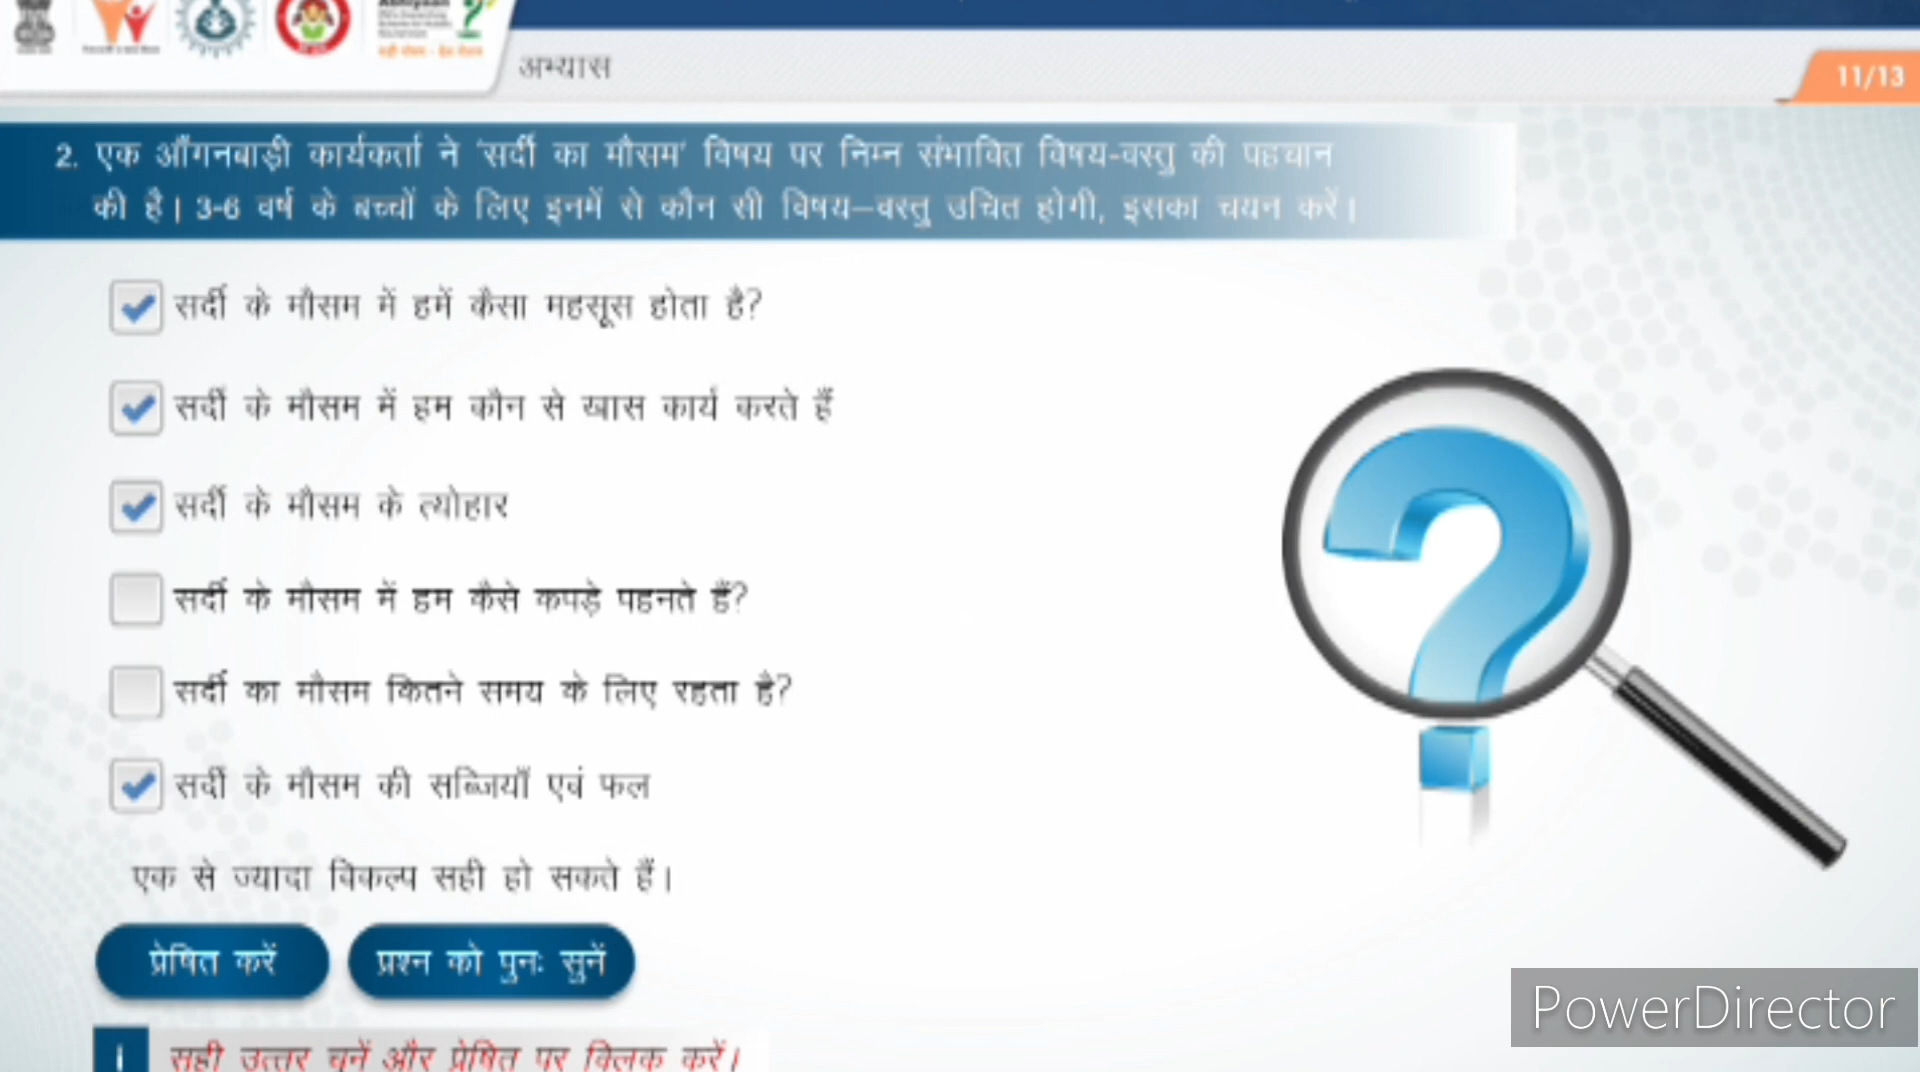 अभ्यास
11/13
2. एक आँगनबाड़ी कार्यकर्ता ने 'सर्दी का मौसम' विषय पर निम्न संभावित विषय-वस्तु की पहचान
की है। 3-6 वर्ष के बच्चों के लिए इनमें से कौन सी विषय–वस्तु उचित होगी, इसका चयन करें।
सर्दी के मौसम में हमें कैसा महसूस होता है?
सर्दी के मौसम में हम कौन से खास कार्य करते हैं
सर्दी के मौसम के त्योहार
सर्दी के मौसम में हम कैसे कपड़े पहनते हैं?
सर्दी का मौसम कितने समय के लिए रहता है?
सर्दी के मौसम की सब्जियाँ एवं फल
एक से ज्यादा विकल्प सही हो सकते हैं।
प्रेषित करें
प्रश्न को पुनः सुनें
i सही उत्तर चुनें और प्रेषित पर क्लिक करें।
PowerDirector